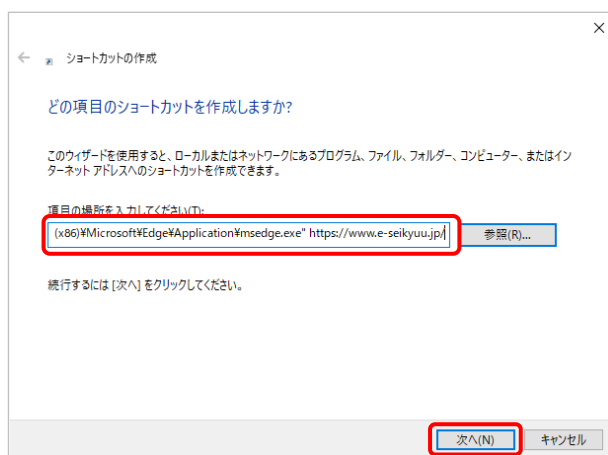 ショートカットの作成
どの項目のショートカットを作成しますか?
このウィザードを使用すると、ローカルまたはネットワークにあるプログラム、ファイル、フォルダー、コンピューター、またはイン
ターネット アドレスへのショートカットを作成できます。
項目の場所を入力してください(T):
(x86)¥Microsoft¥Edge¥Application¥msedge.exe" https://www.e-seikyuu.jp/
参照(R)...
続行するには [次へ] をクリックしてください。
次へ(N)
キャンセル